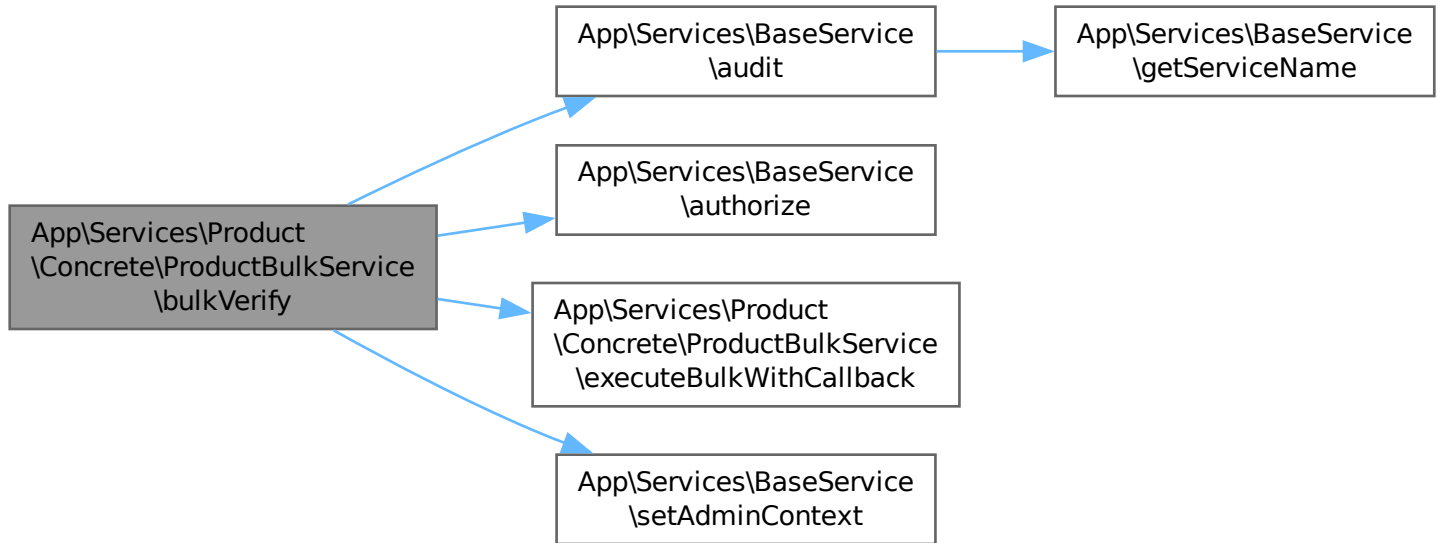 App\Services\BaseService
\audit
App\Services\BaseService
\getServiceName
App\Services\BaseService
\authorize
App\Services\Product
\Concrete\ProductBulkService
\bulkVerify
App\Services\Product
\Concrete\ProductBulkService
\executeBulkWithCallback
App\Services\BaseService
\setAdminContext